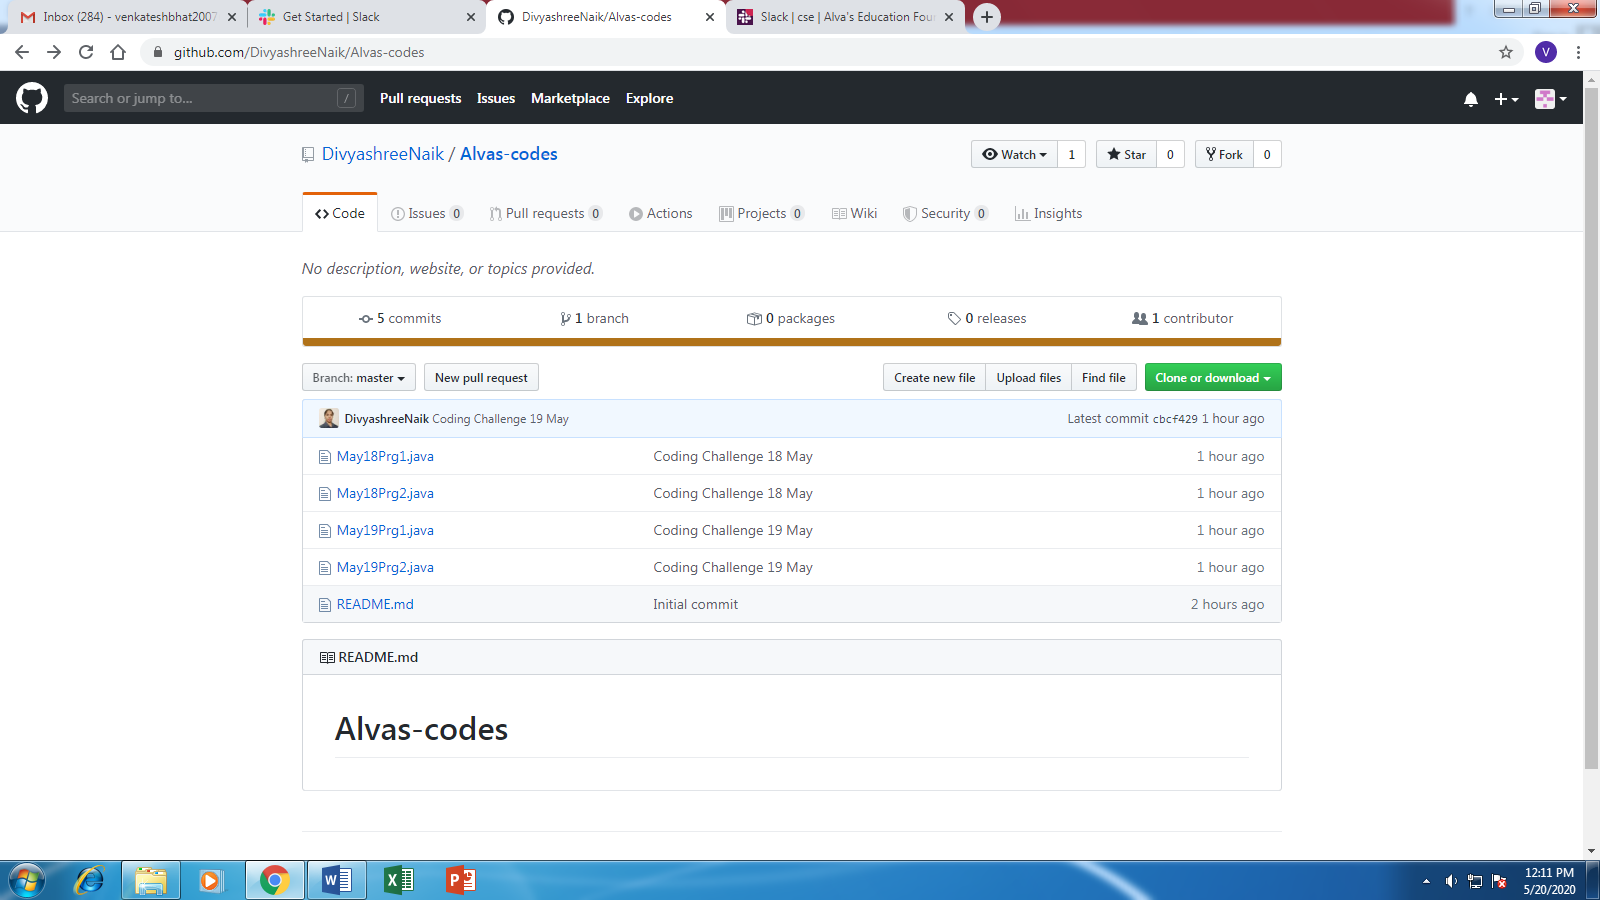 Inbox (284) - venkateshbhat2007
Get Started | Slack
DivyashreeNaik/Alvas-codes
Slack | cse | Alva's Education Fou
github.com/DivyashreeNaik/Alvas-codes
V
Search or jump to...
/
Pull requests
Issues
Marketplace
Explore
DivyashreeNaik / Alvas-codes
Watch 1
Star 0
Fork 0
Code
Issues 0
Pull requests 0
Actions
Projects 0
Wiki
Security 0
Insights
No description, website, or topics provided.
5 commits
1 branch
0 packages
0 releases
1 contributor
Branch: master
New pull request
Create new file
Upload files
Find file
Clone or download
DivyashreeNaik Coding Challenge 19 May
Latest commit cbcf429 1 hour ago
May18Prg1.java Coding Challenge 18 May 1 hour ago
May18Prg2.java Coding Challenge 18 May 1 hour ago
May19Prg1.java Coding Challenge 19 May 1 hour ago
May19Prg2.java Coding Challenge 19 May 1 hour ago
README.md Initial commit 2 hours ago
README.md
Alvas-codes
12:11 PM
5/20/2020